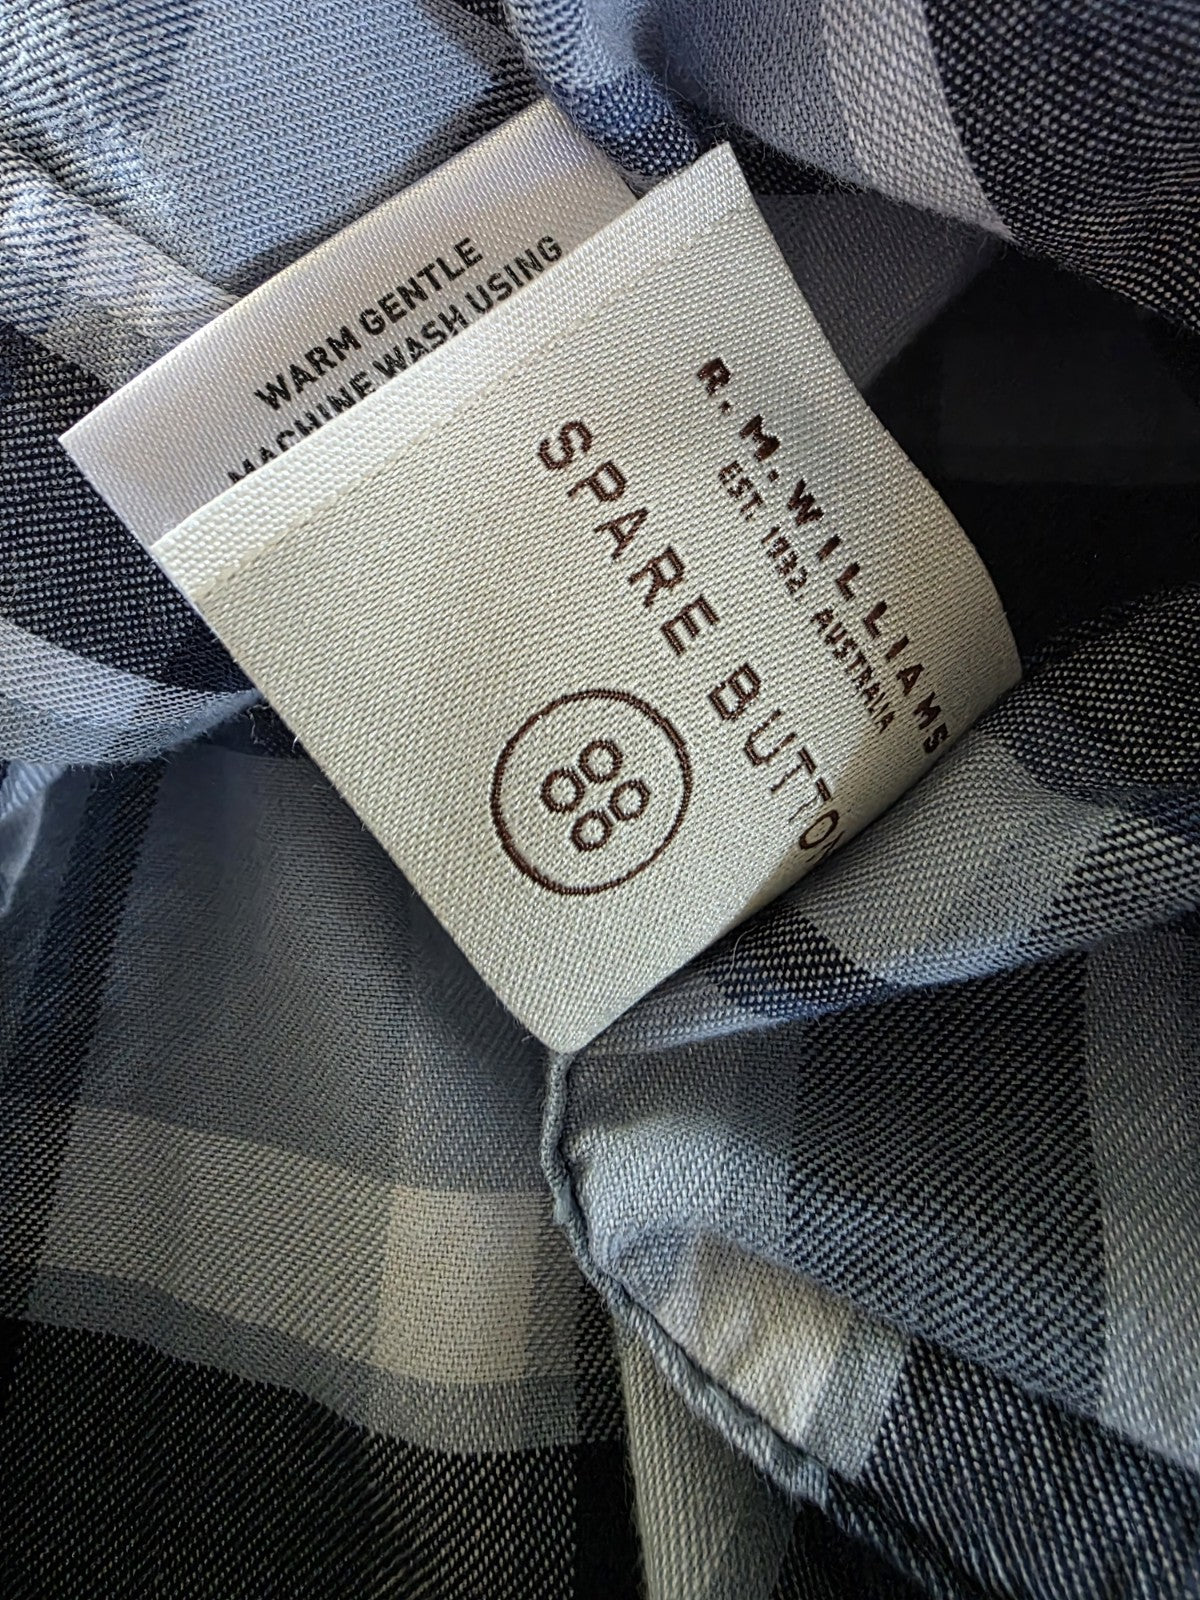 WARM GENTLE
MACHINE WASH USING
R.M.WILLIAMS
EST. 1932 AUSTRALIA
SPARE BUTTON